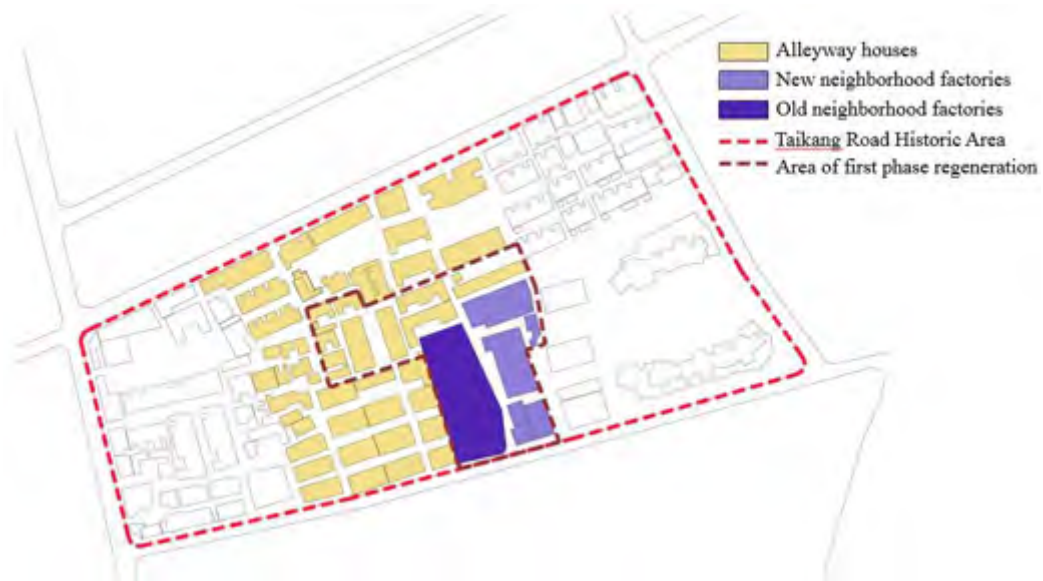 Alleyway houses
New neighborhood factories
Old neighborhood factories
Taikang Road Historic Area
Area of first phase regeneration